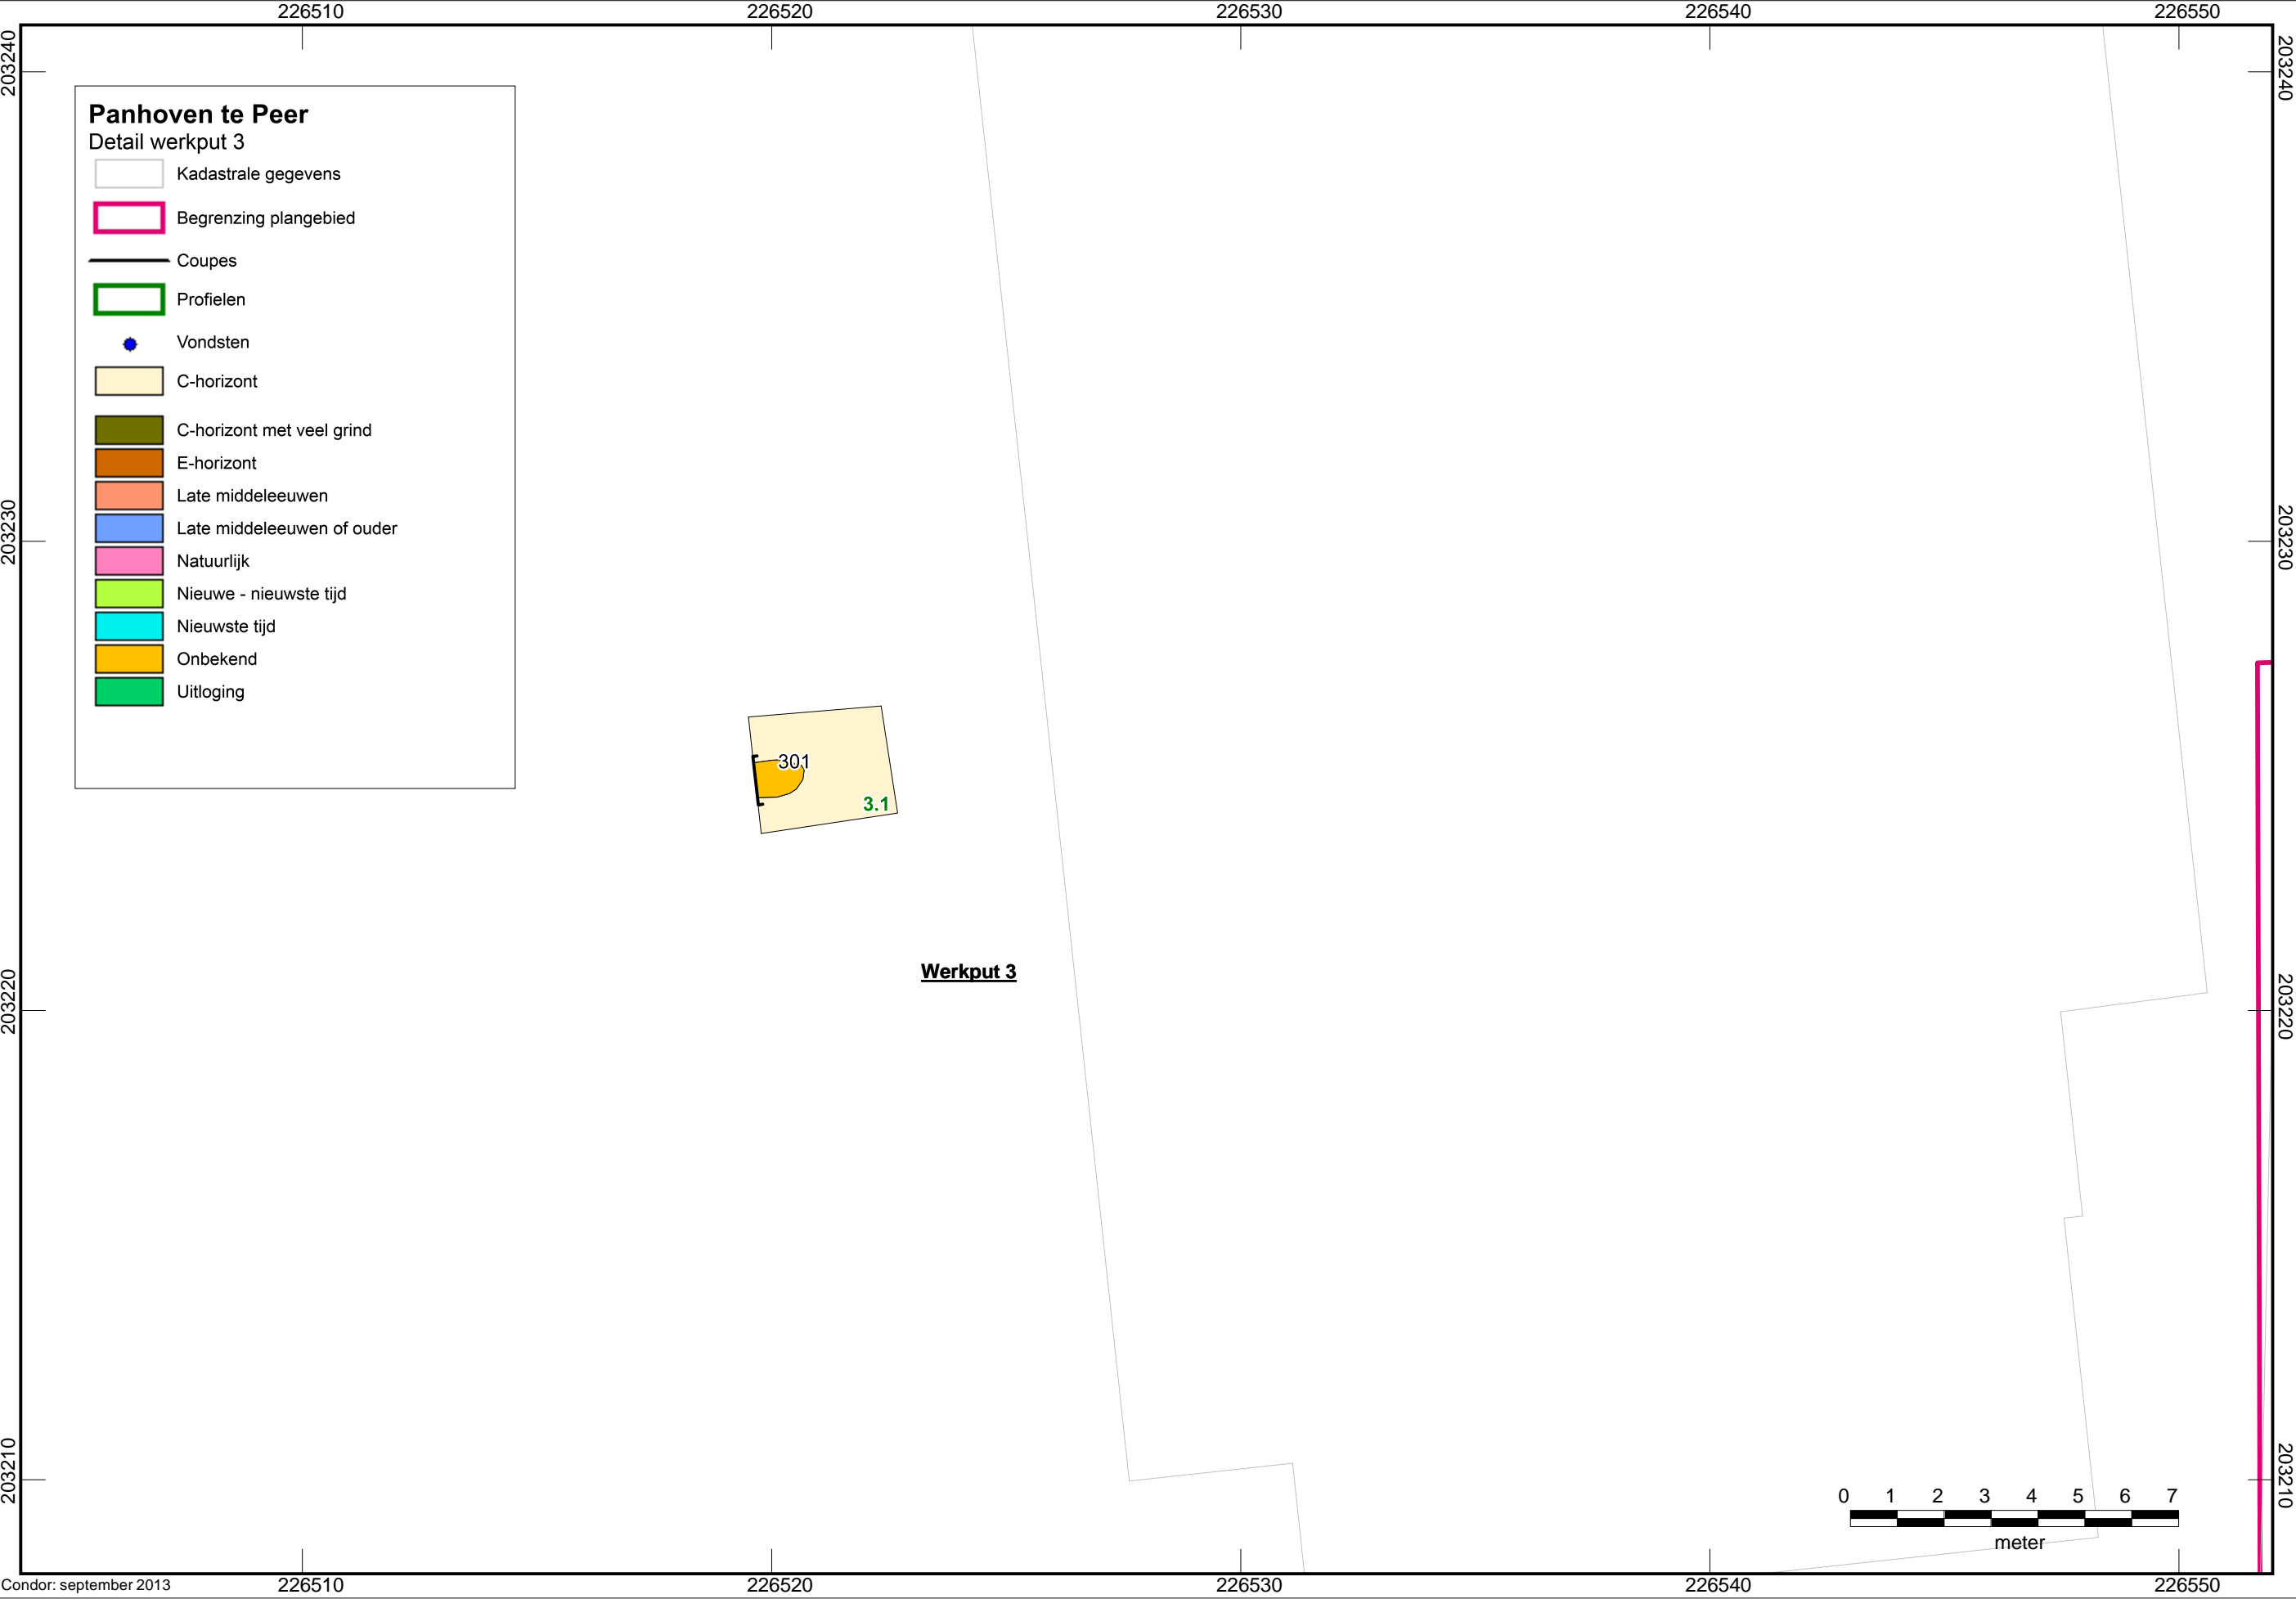 226510 226520 226530 226540 226550
203240 203240
Panhoven te Peer
Detail werkput 3
Kadastrale gegevens
Begrenzing plangebied
Coupes
Profielen
Vondsten
C-horizont
C-horizont met veel grind
E-horizont
Late middeleeuwen
Late middeleeuwen of ouder
Natuurlijk
Nieuwe - nieuwste tijd
Nieuwste tijd
Onbekend
Uitloging
203230 203230
301
3.1
Werkput 3
203220 203220
203210 203210
0 1 2 3 4 5 6 7
meter
Condor: september 2013
226510 226520 226530 226540 226550